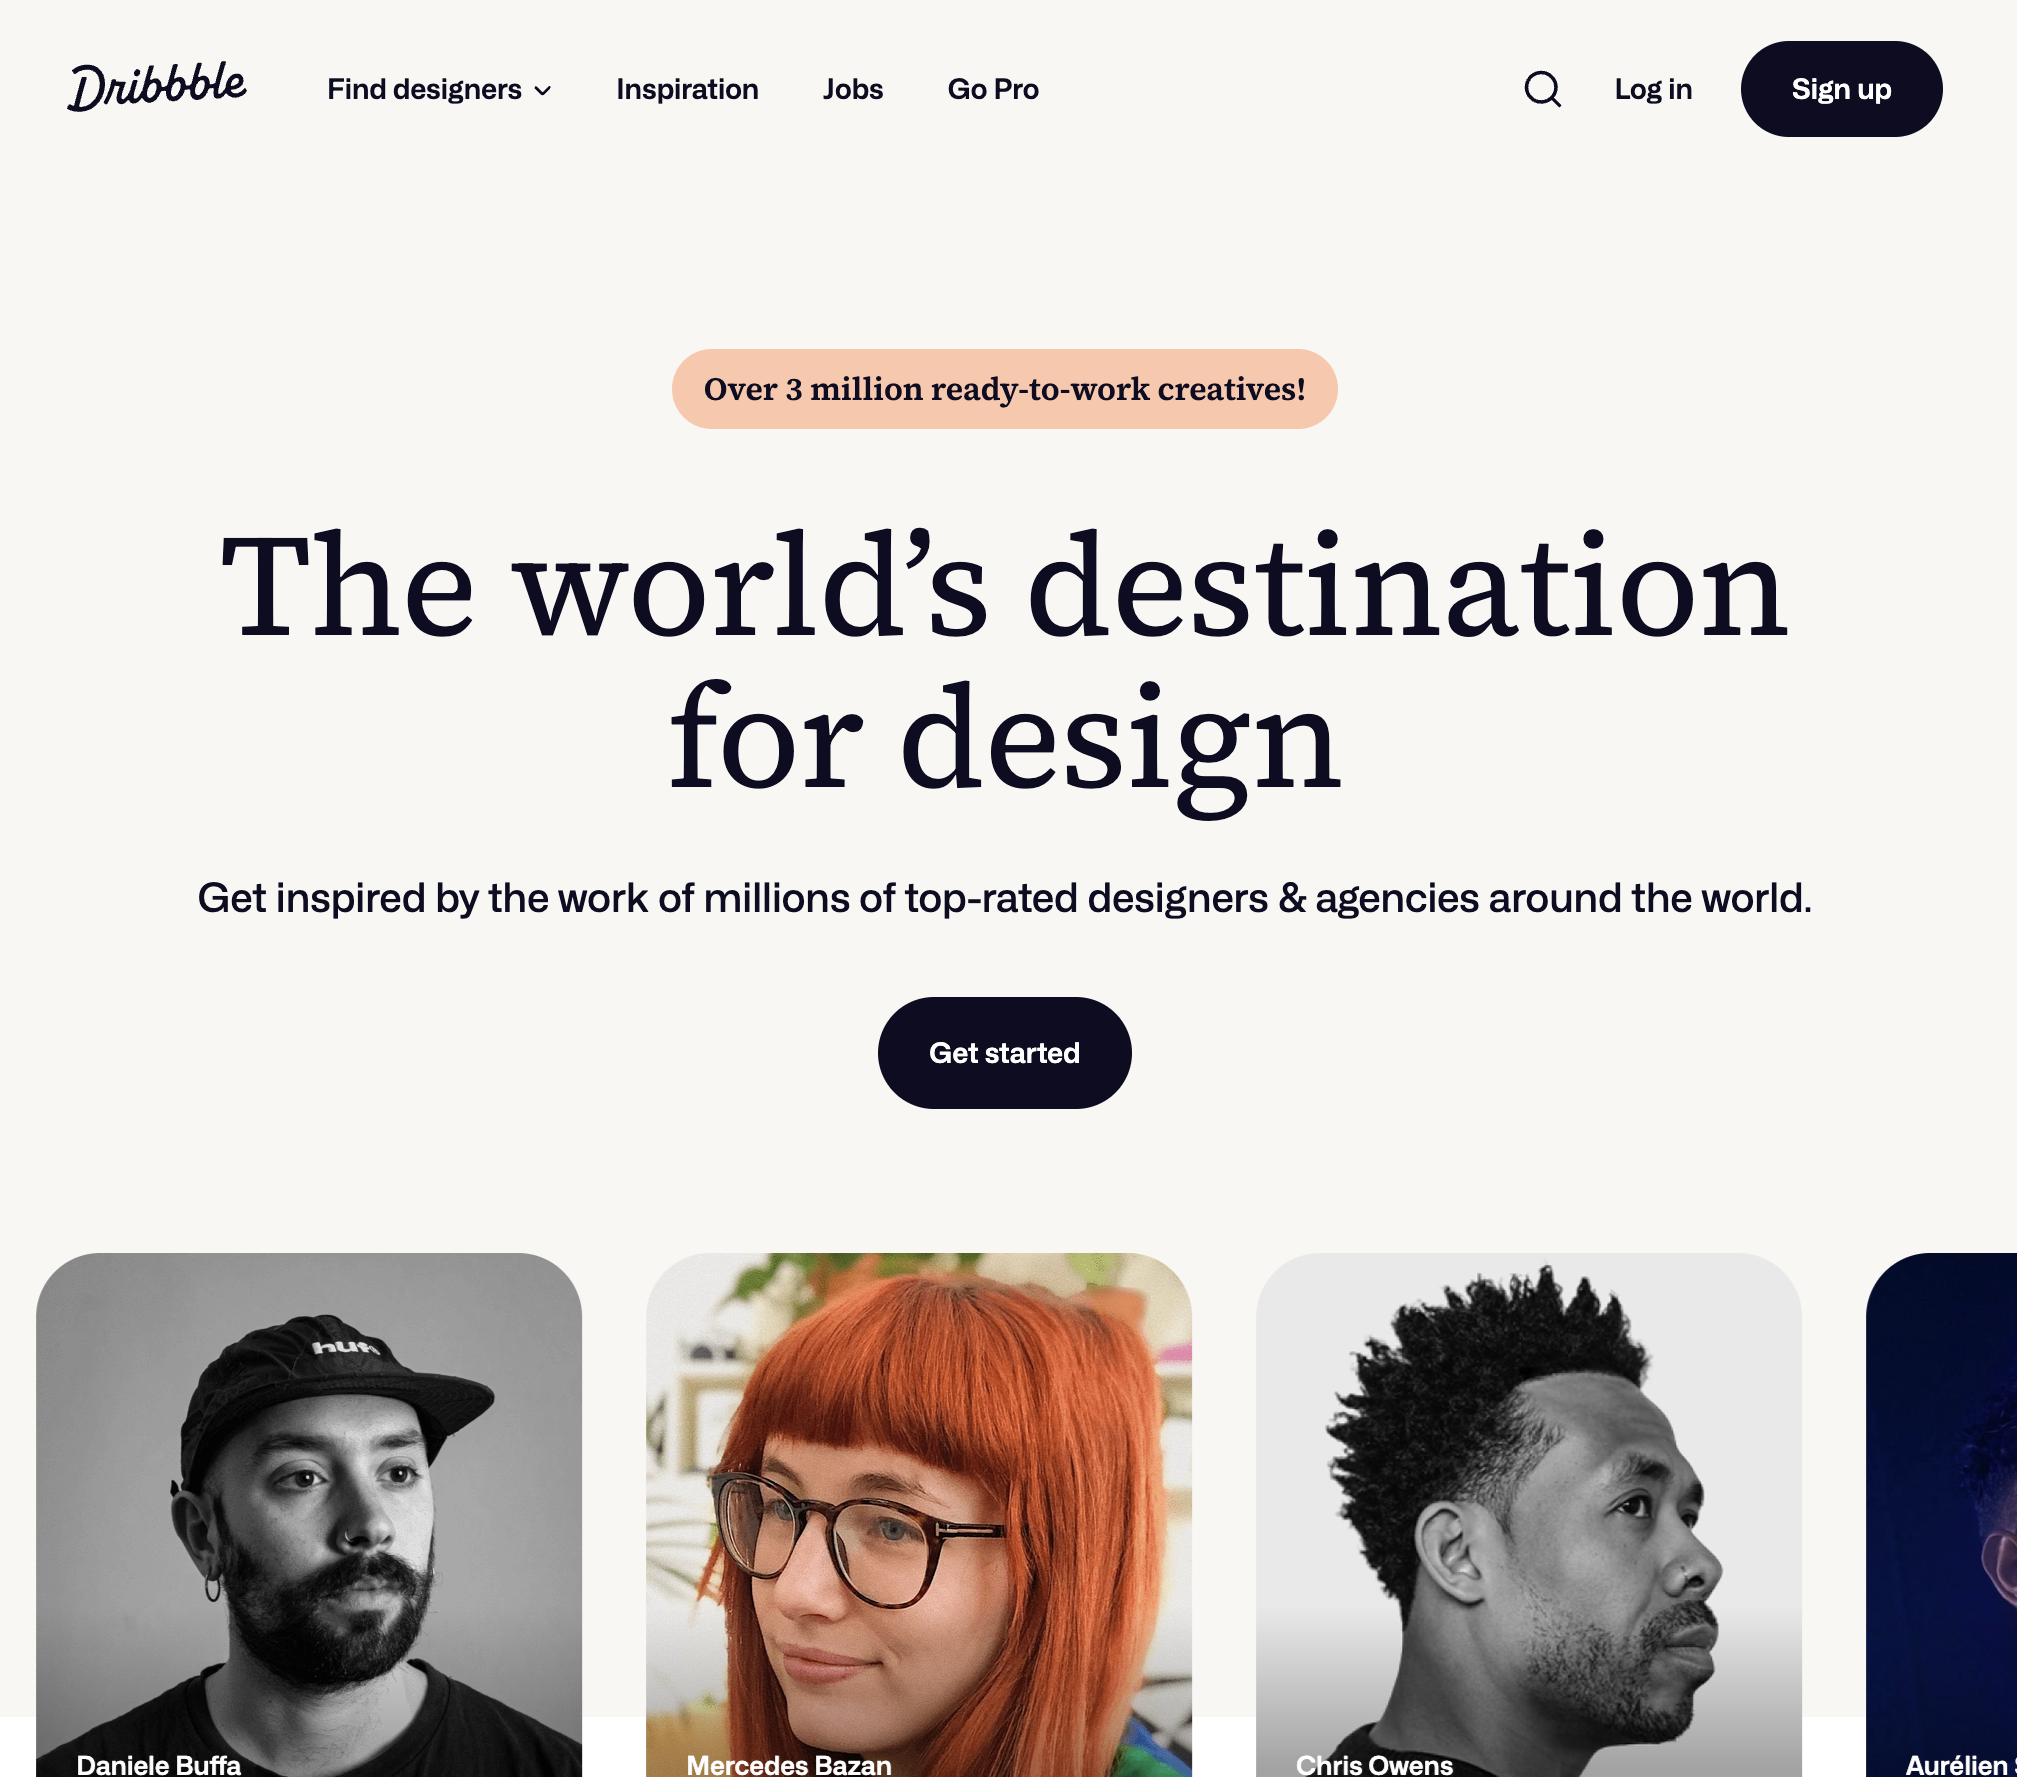 Dribbble
Find designers
Inspiration
Jobs
Go Pro
Log in
Sign up
Over 3 million ready-to-work creatives!
The world’s destination
for design
Get inspired by the work of millions of top-rated designers & agencies around the world.
Get started
Daniele Buffa
Mercedes Bazan
Chris Owens
Aurélien